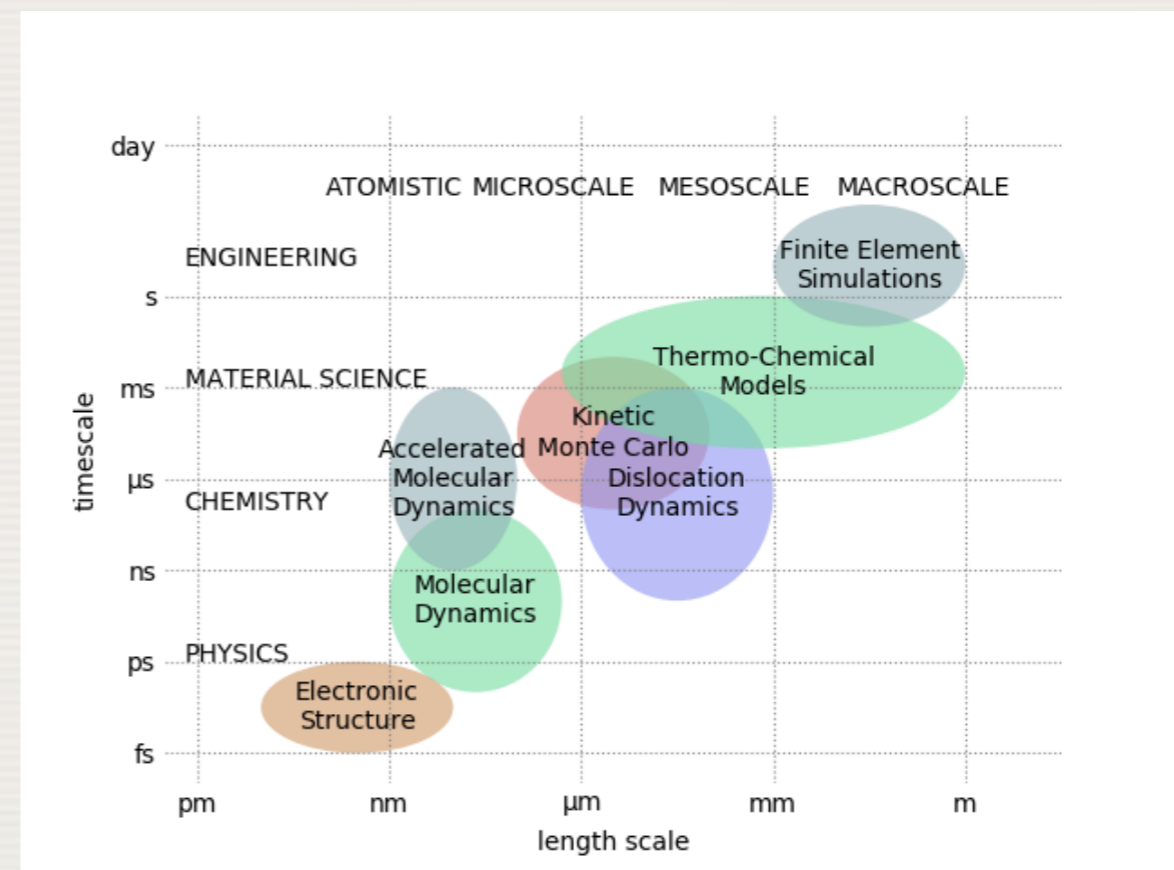 day
ATOMISTIC MICROSCALE MESOSCALE MACROSCALE
ENGINEERING
Finite Element
Simulations
s
Thermo-Chemical
Models
MATERIAL SCIENCE
ms
Kinetic
Monte Carlo
Accelerated
Molecular
Dynamics
Dislocation
Dynamics
timescale
µs
CHEMISTRY
ns
Molecular
Dynamics
PHYSICS
ps
Electronic
Structure
fs
pm nm µm mm m
length scale